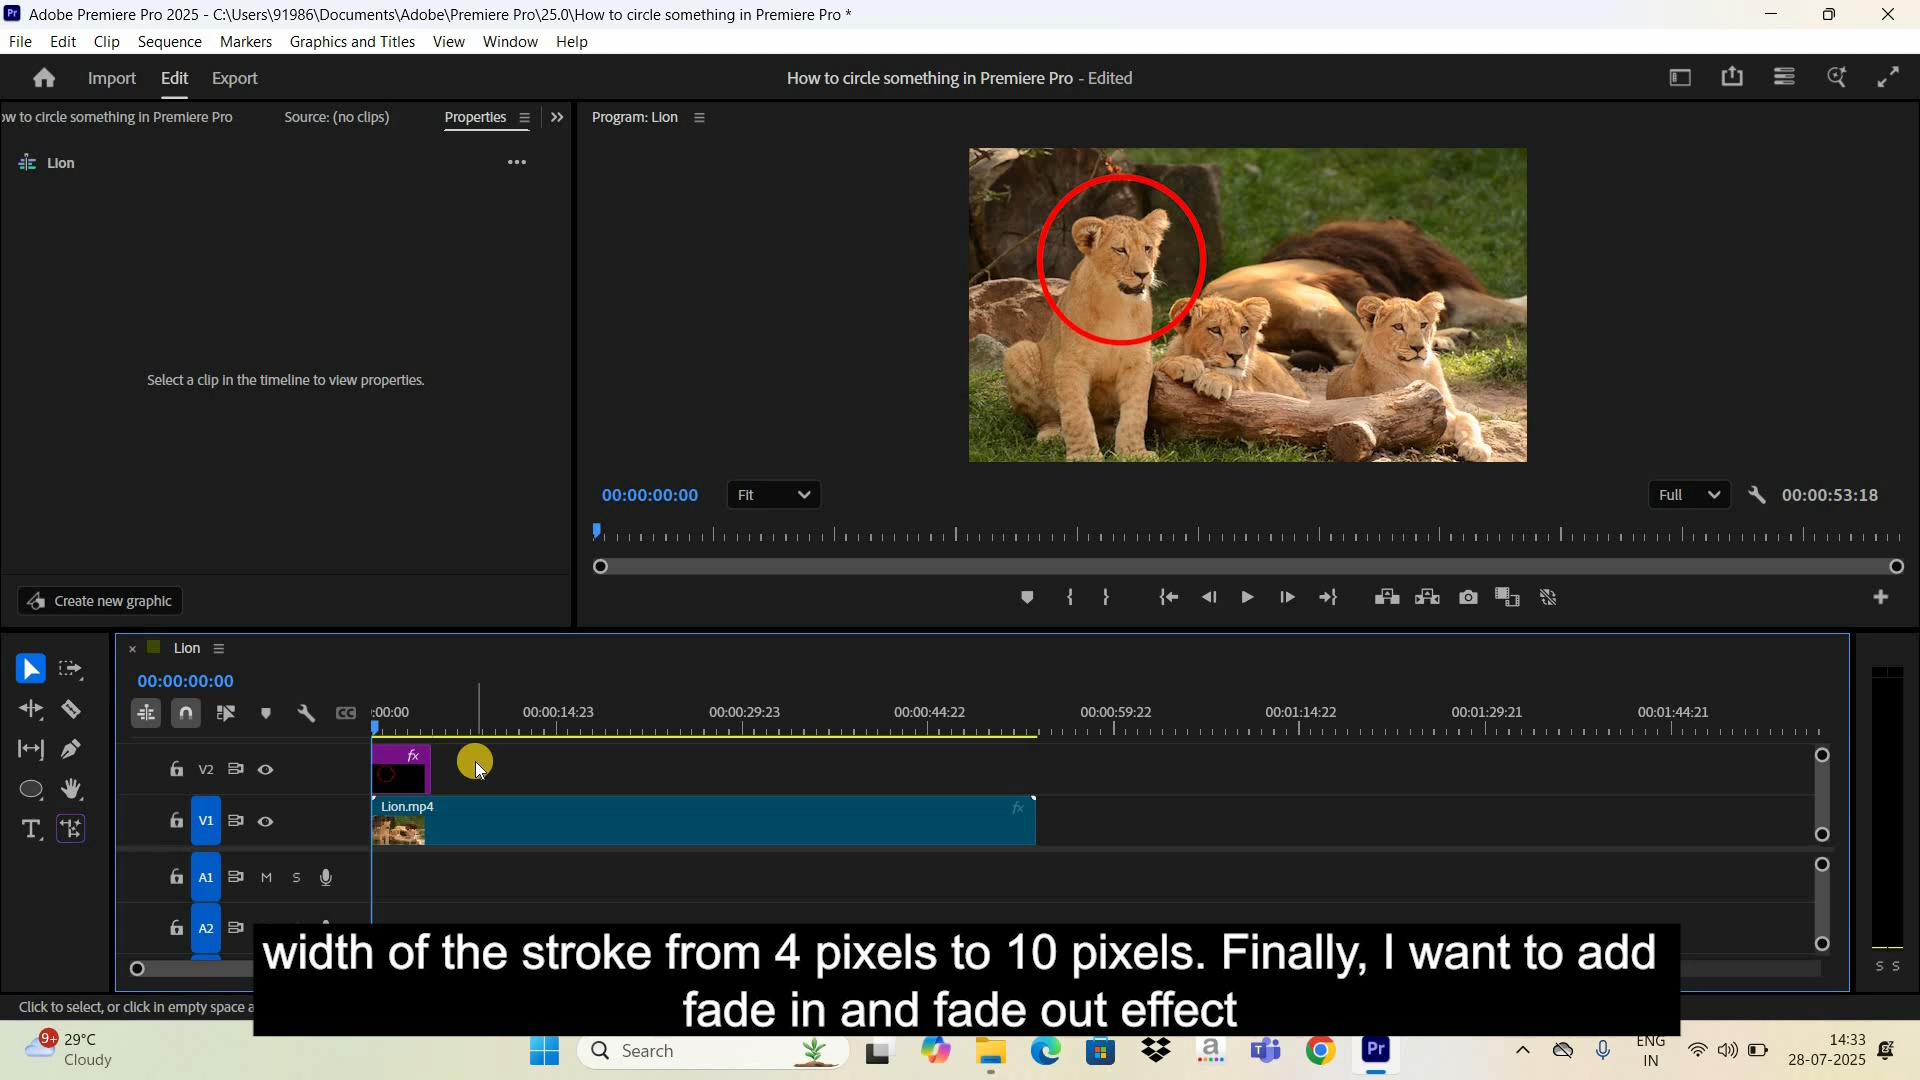 Pr Adobe Premiere Pro 2025 - C:\Users\91986\Documents\Adobe\Premiere Pro\25.0\How to circle something in Premiere Pro *
File Edit Clip Sequence Markers Graphics and Titles View Window Help
Import Edit Export
How to circle something in Premiere Pro - Edited
ow to circle something in Premiere Pro
Source: (no clips)
Properties
Program: Lion
Lion
Select a clip in the timeline to view properties.
Create new graphic
00:00:00:00
Fit
Full
00:00:53:18
Lion
00:00:00:00
:00:00 00:00:14:23 00:00:29:23 00:00:44:22 00:00:59:22 00:01:14:22 00:01:29:21 00:01:44:21
V2
fx
V1
Lion.mp4
fx
A1 M S
A2
S S
width of the stroke from 4 pixels to 10 pixels. Finally, I want to add
fade in and fade out effect
Click to select, or click in empty space a
9+
29°C
Cloudy
Search
a
Pr
ENG
IN
14:33
28-07-2025